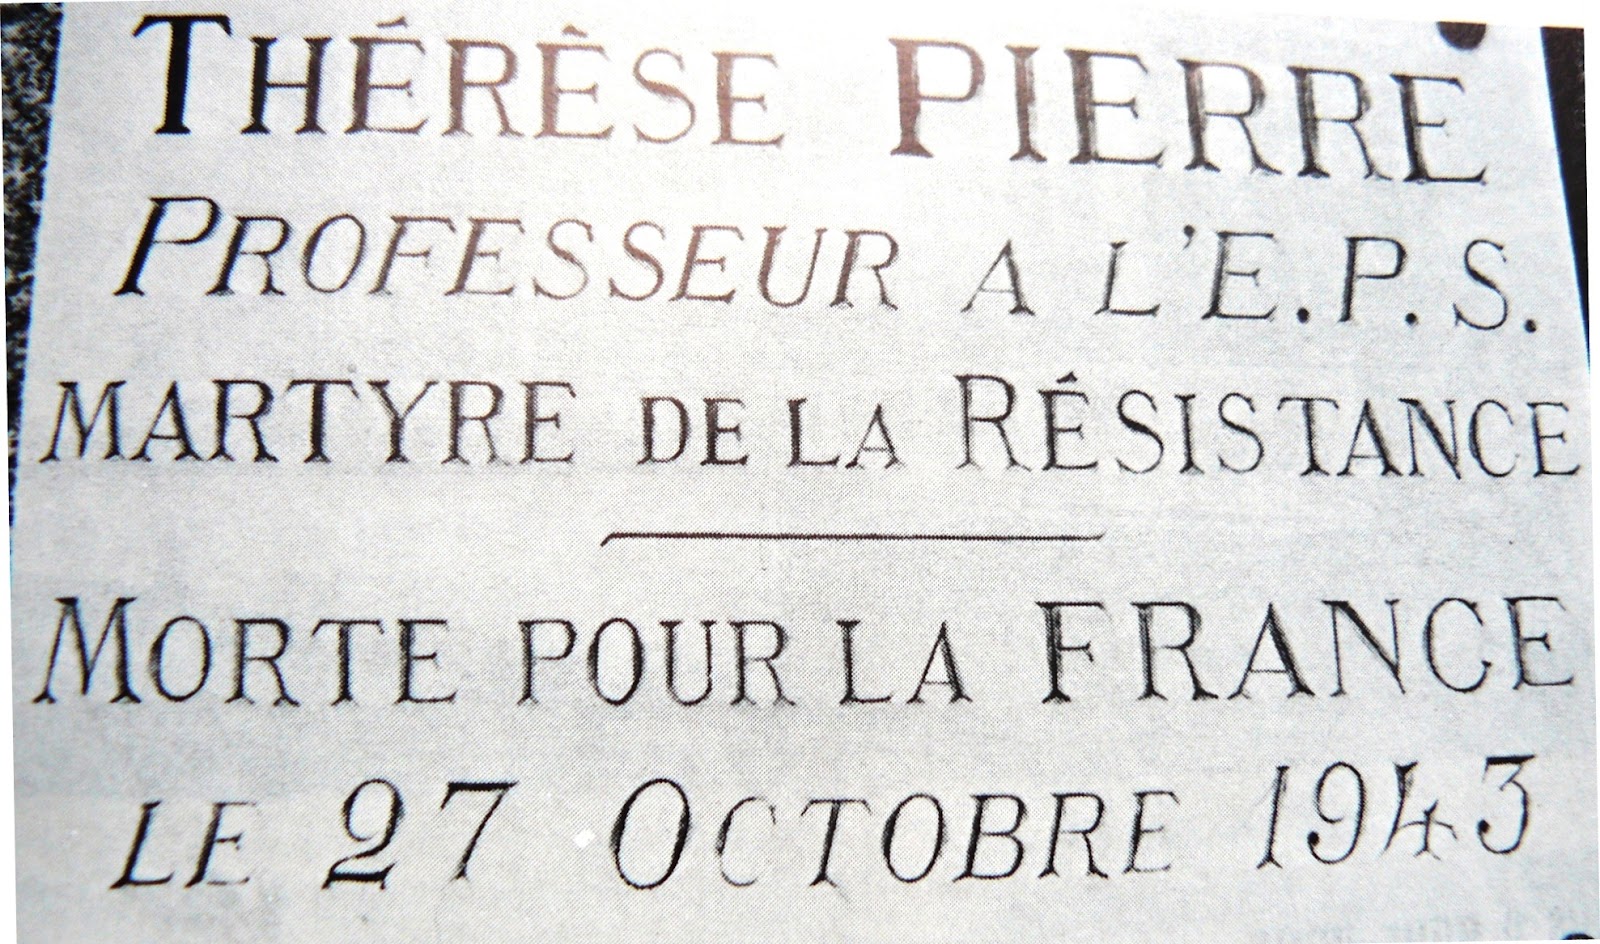 THÉRÊSE PIERRE
PROFESSEUR A L'E.P.S.
MARTYRE DE LA RÉSISTANCE
MORTE POUR LA FRANCE
LE 27 OCTOBRE 1943